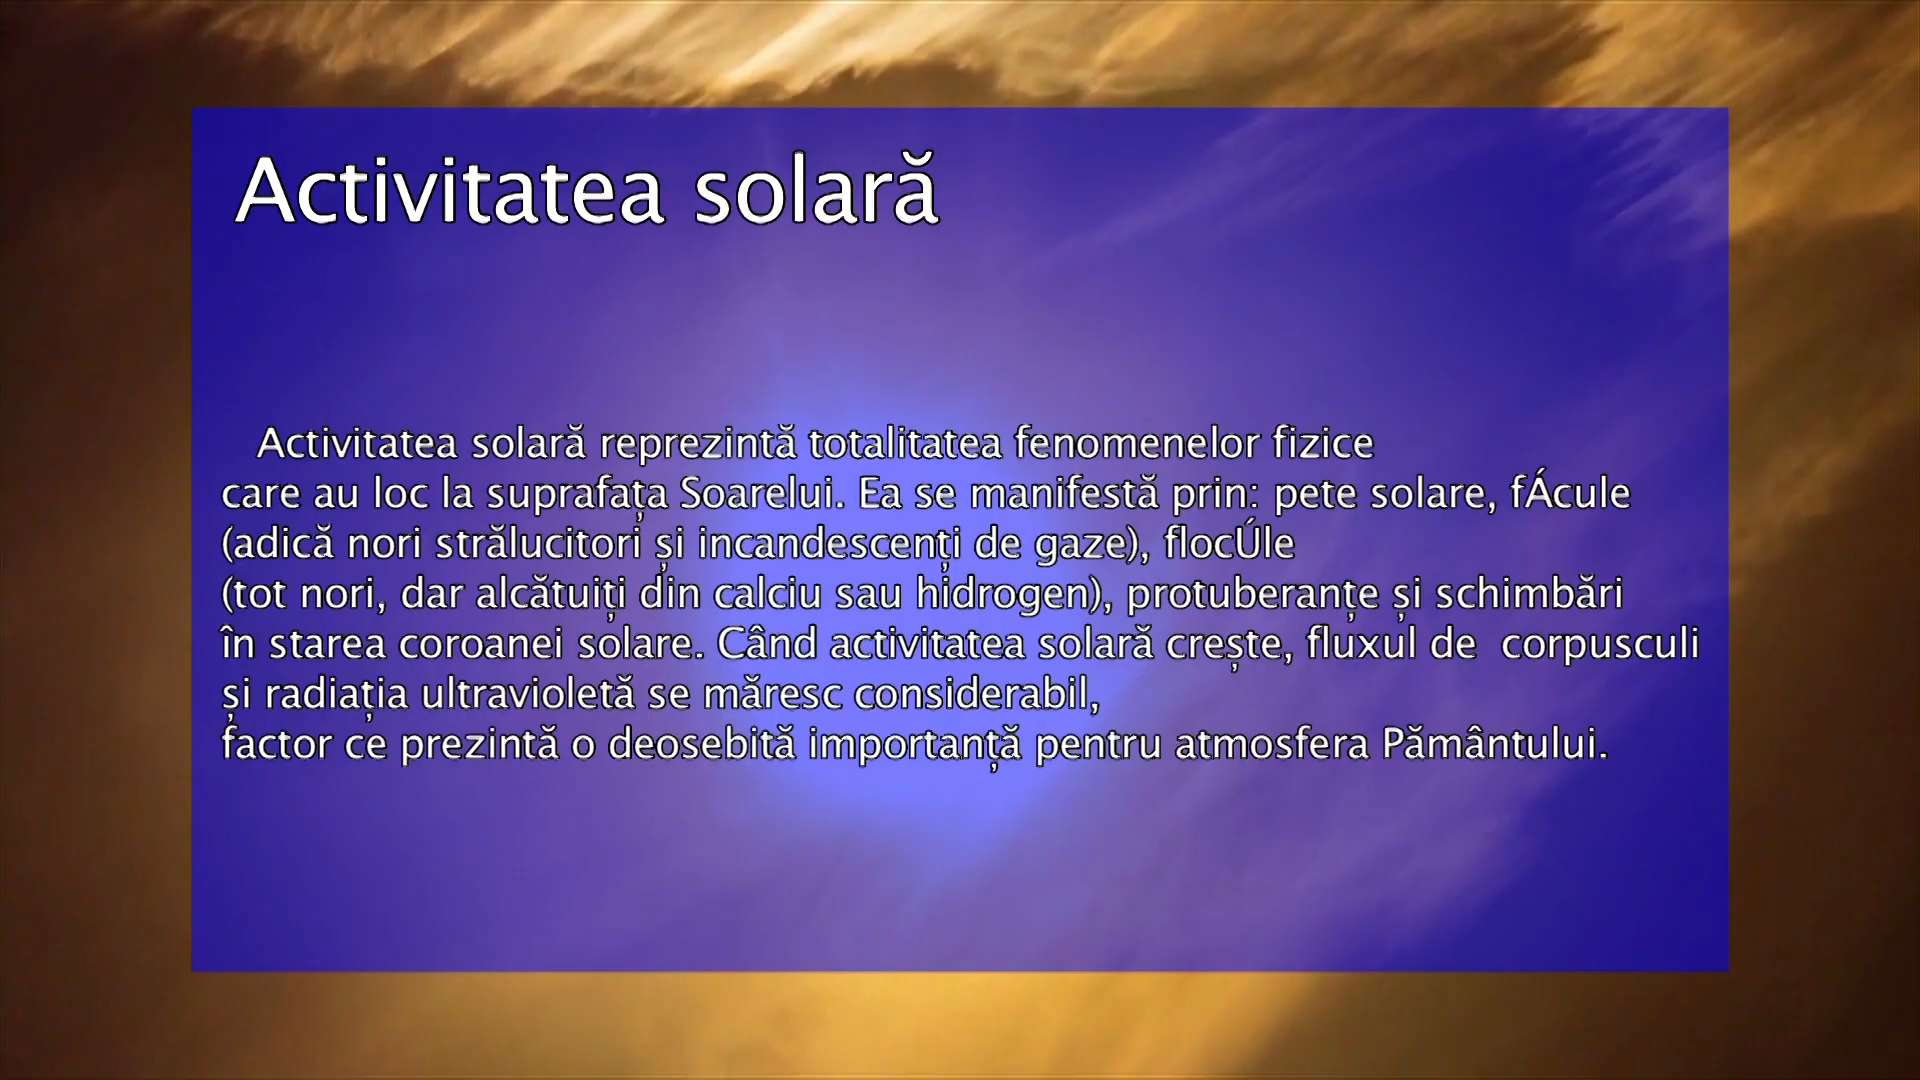 Activitatea solară
Activitatea solară reprezintă totalitatea fenomenelor fizice
care au loc la suprafața Soarelui. Ea se manifestă prin: pete solare, fÁcule
(adică nori strălucitori și incandescenți de gaze), flocÚle
(tot nori, dar alcătuiți din calciu sau hidrogen), protuberanțe și schimbări
în starea coroanei solare. Când activitatea solară crește, fluxul de  corpusculi
și radiația ultravioletă se măresc considerabil,
factor ce prezintă o deosebită importanță pentru atmosfera Pământului.